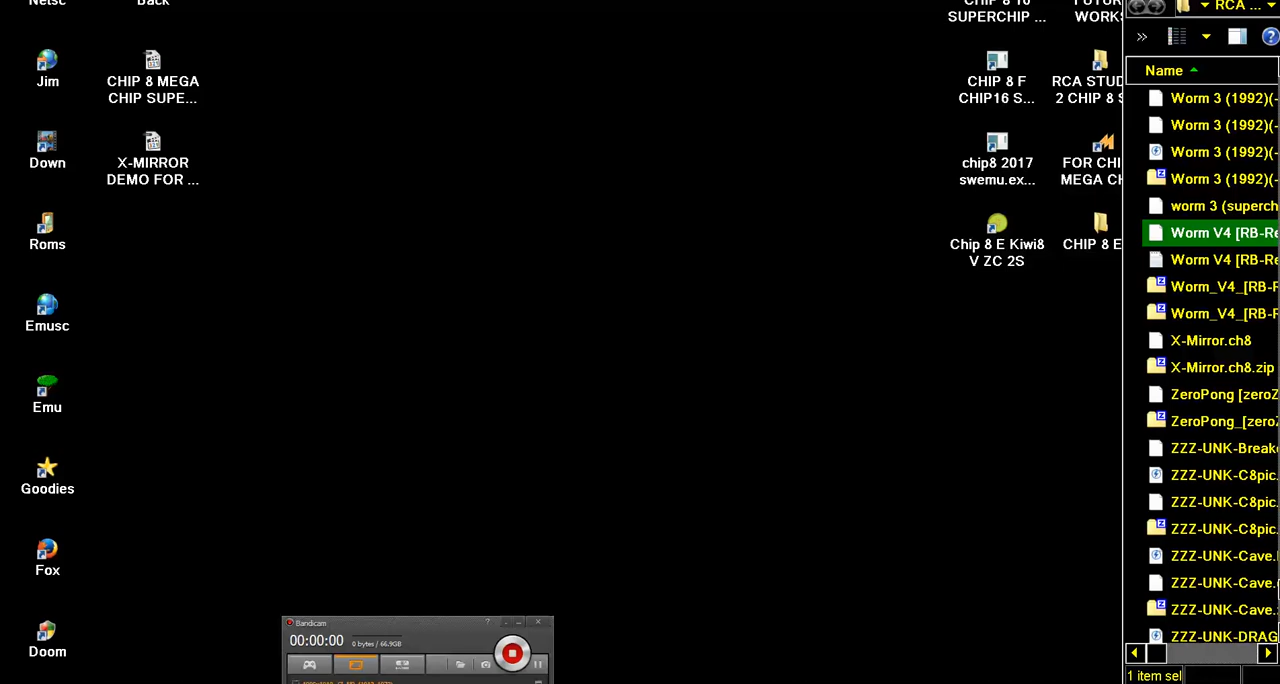 Netsc
Back
Jim
CHIP 8 MEGA
CHIP SUPE...
Down
X-MIRROR
DEMO FOR ...
Roms
Emusc
Emu
Goodies
Fox
Doom
SUPERCHIP ...
WORKS
CHIP 8 F
CHIP16 S...
RCA STUD
2 CHIP 8 S
chip8 2017
swemu.ex...
FOR CHI
MEGA CH
Chip 8 E Kiwi8
V ZC 2S
CHIP 8 E
Bandicam
00:00:00
0 bytes / 66.9GB
RCA ...
Name
Worm 3 (1992)(-
Worm 3 (1992)(-
Worm 3 (1992)(-
Worm 3 (1992)(-
worm 3 (superch
Worm V4 [RB-Re
Worm V4 [RB-Re
Worm_V4_[RB-R
Worm_V4_[RB-R
X-Mirror.ch8
X-Mirror.ch8.zip
ZeroPong [zeroZ
ZeroPong_[zeroZ
ZZZ-UNK-Break
ZZZ-UNK-C8pic.
ZZZ-UNK-C8pic.
ZZZ-UNK-C8pic.
ZZZ-UNK-Cave.
ZZZ-UNK-Cave.
ZZZ-UNK-Cave.
ZZZ-UNK-DRAG
1 item sel